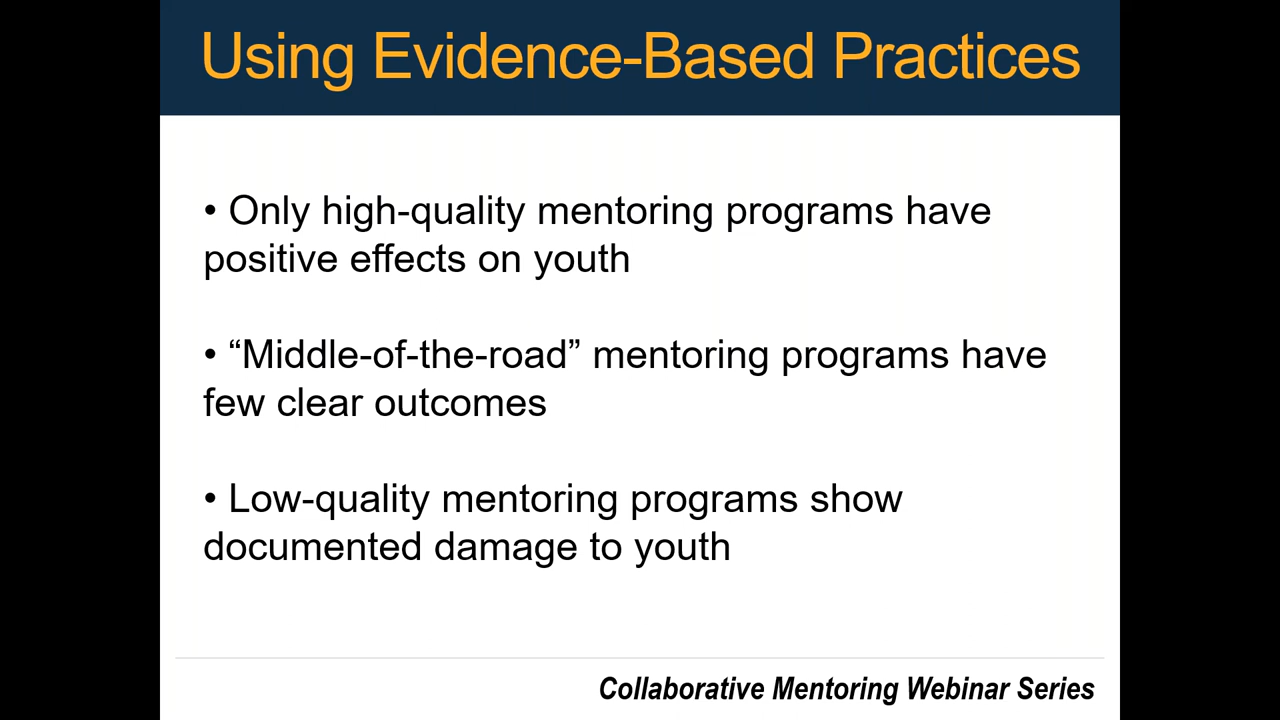 Using Evidence-Based Practices
• Only high-quality mentoring programs have
positive effects on youth
• “Middle-of-the-road” mentoring programs have
few clear outcomes
• Low-quality mentoring programs show
documented damage to youth
Collaborative Mentoring Webinar Series